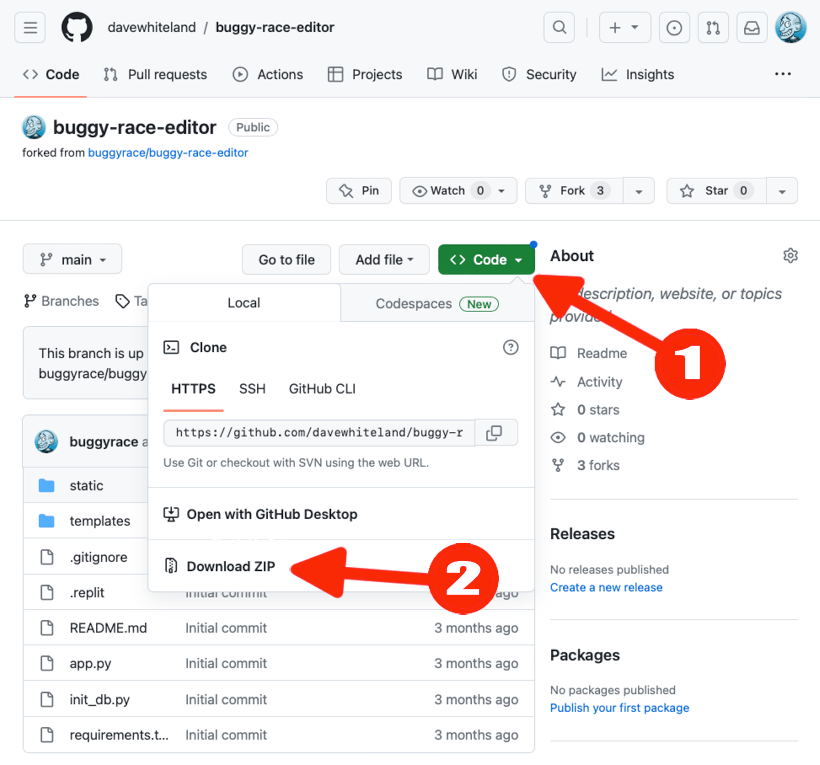 davewhiteland / buggy-race-editor
Code Pull requests Actions Projects Wiki Security Insights
buggy-race-editor Public
forked from buggyrace/buggy-race-editor
Pin Watch 0 Fork 3 Star 0
main Go to file Add file Code About
Branches Ta
Local Codespaces New
description, website, or topics
This branch is up
buggyrace/buggy
Clone
Readme
HTTPS SSH GitHub CLI
Activity
0 stars
https://github.com/davewhiteland/buggy-r
0 watching
Use Git or checkout with SVN using the web URL.
3 forks
1
buggyrace
static
Open with GitHub Desktop
templates
Releases
.gitignore
Download ZIP
2
No releases published
.replit Initial commit ago
Create a new release
README.md Initial commit 3 months ago
app.py Initial commit 3 months ago
Packages
init_db.py Initial commit 3 months ago
No packages published
Publish your first package
requirements.t... Initial commit 3 months ago